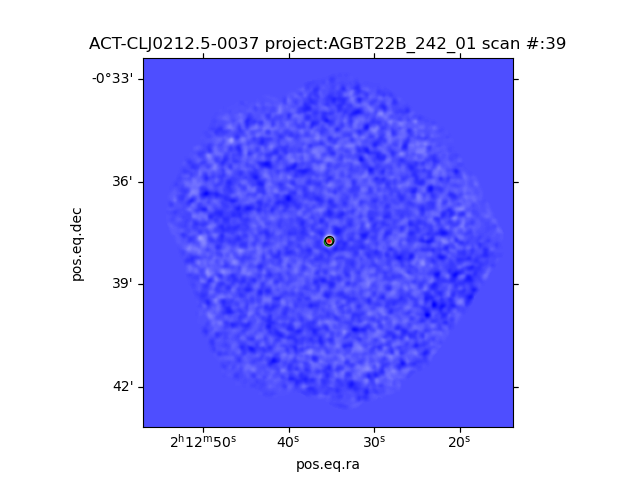 ACT-CLJ0212.5-0037 project:AGBT22B_242_01 scan #:39
-0°33'
36'
39'
42'
pos.eq.dec
2ʰ12ᵐ50ˢ 40ˢ 30ˢ 20ˢ
pos.eq.ra